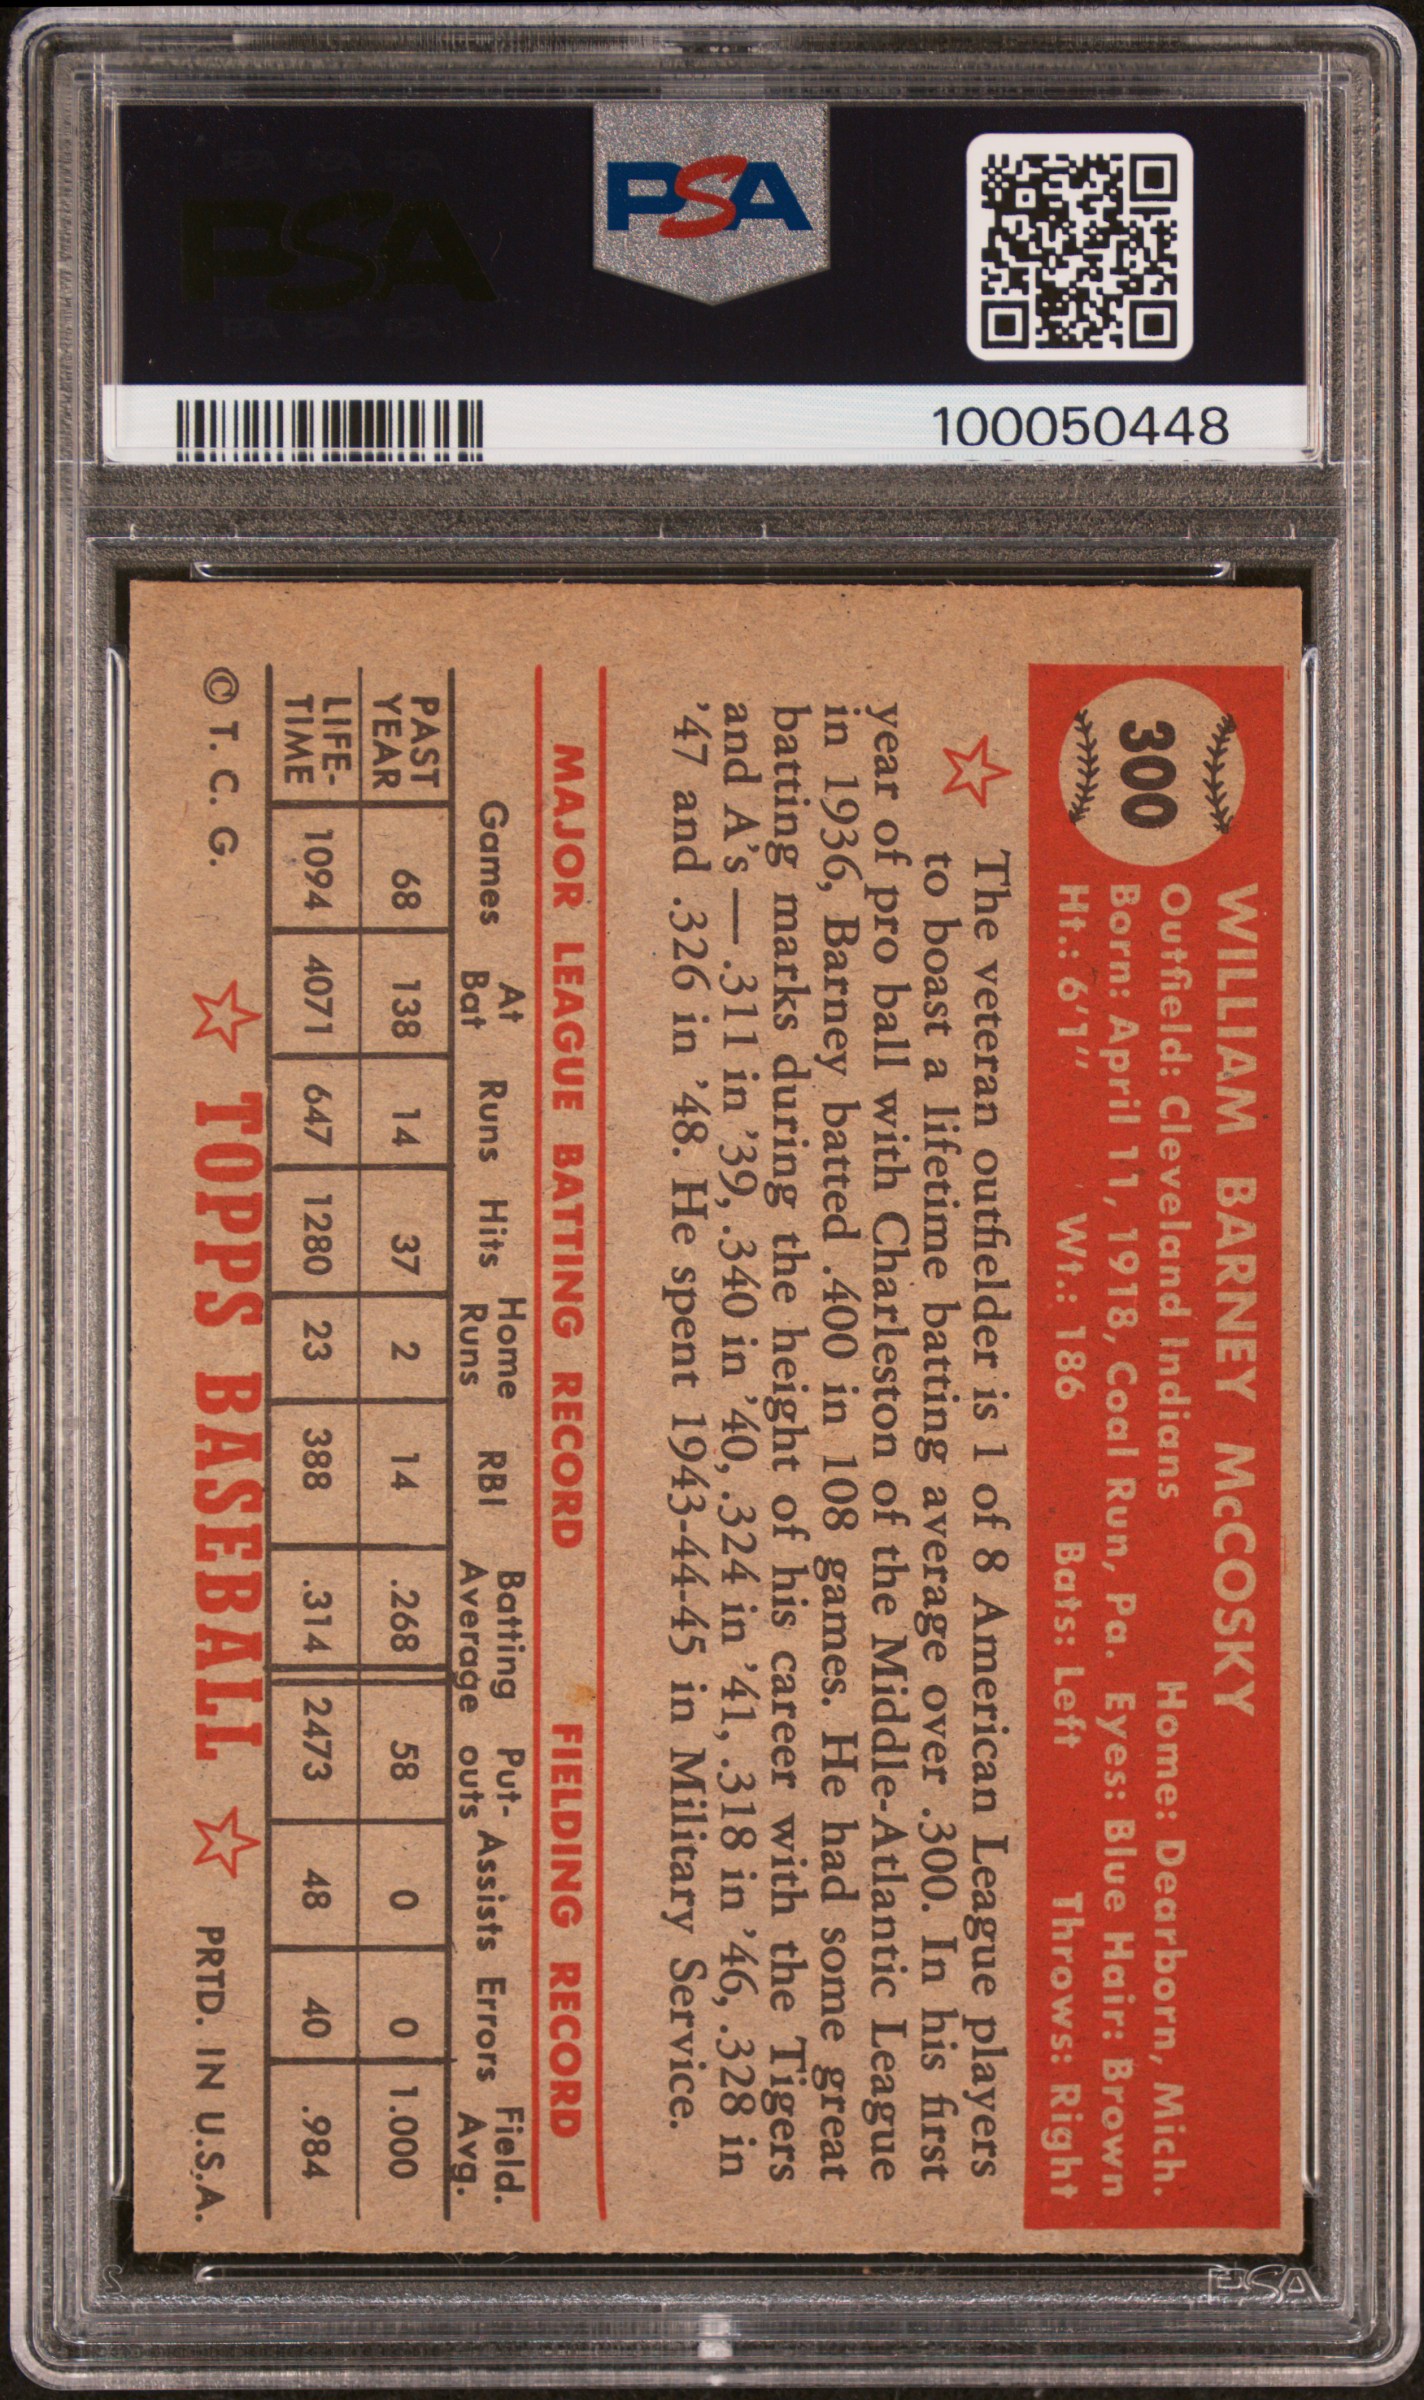 PSA
100050448
300
WILLIAM BARNEY McCOSKY
Outfield: Cleveland Indians Home: Dearborn, Mich.
Born: April 11, 1918, Coal Run, Pa. Eyes: Blue Hair: Brown
Ht.: 6'1" Wt.: 186 Bats: Left Throws: Right
The veteran outfielder is 1 of 8 American League players
to boast a lifetime batting average over .300. In his first
year of pro ball with Charleston of the Middle-Atlantic League
in 1936, Barney batted .400 in 108 games. He had some great
batting marks during the height of his career with the Tigers
and A's—.311 in '39, .340 in '40, .324 in '41, .318 in '46, .328 in
'47 and .326 in '48. He spent 1943-44-45 in Military Service.
MAJOR LEAGUE BATTING RECORD FIELDING RECORD
Games At Bat Runs Hits Home Runs RBI Batting Average Put-outs Assists Errors Field. Avg.
PAST YEAR 68 138 14 37 2 14 .268 58 0 0 1.000
LIFE-TIME 1094 4071 647 1280 23 388 .314 2473 48 40 .984
© T. C. G. TOPPS BASEBALL PRTD. IN U.S.A.
PSA